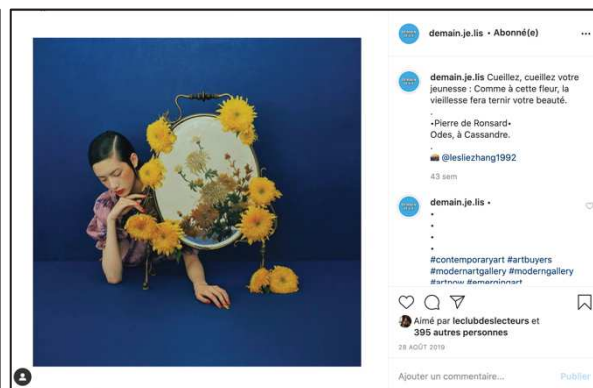 demain.je.lis • Abonné(e)
demain.je.lis Cueillez, cueillez votre
jeunesse : Comme à cette fleur, la
vieillesse fera ternir votre beauté.
.
•Pierre de Ronsard•
Odes, à Cassandre.
.
@lesliezhang1992
43 sem
demain.je.lis •
•
•
•
•
#contemporaryart #artbuyers
#modernartgallery #moderngallery
#artnow #emergingart
Aimé par leclubdeslecteurs et
395 autres personnes
28 AOÛT 2019
Ajouter un commentaire... Publier